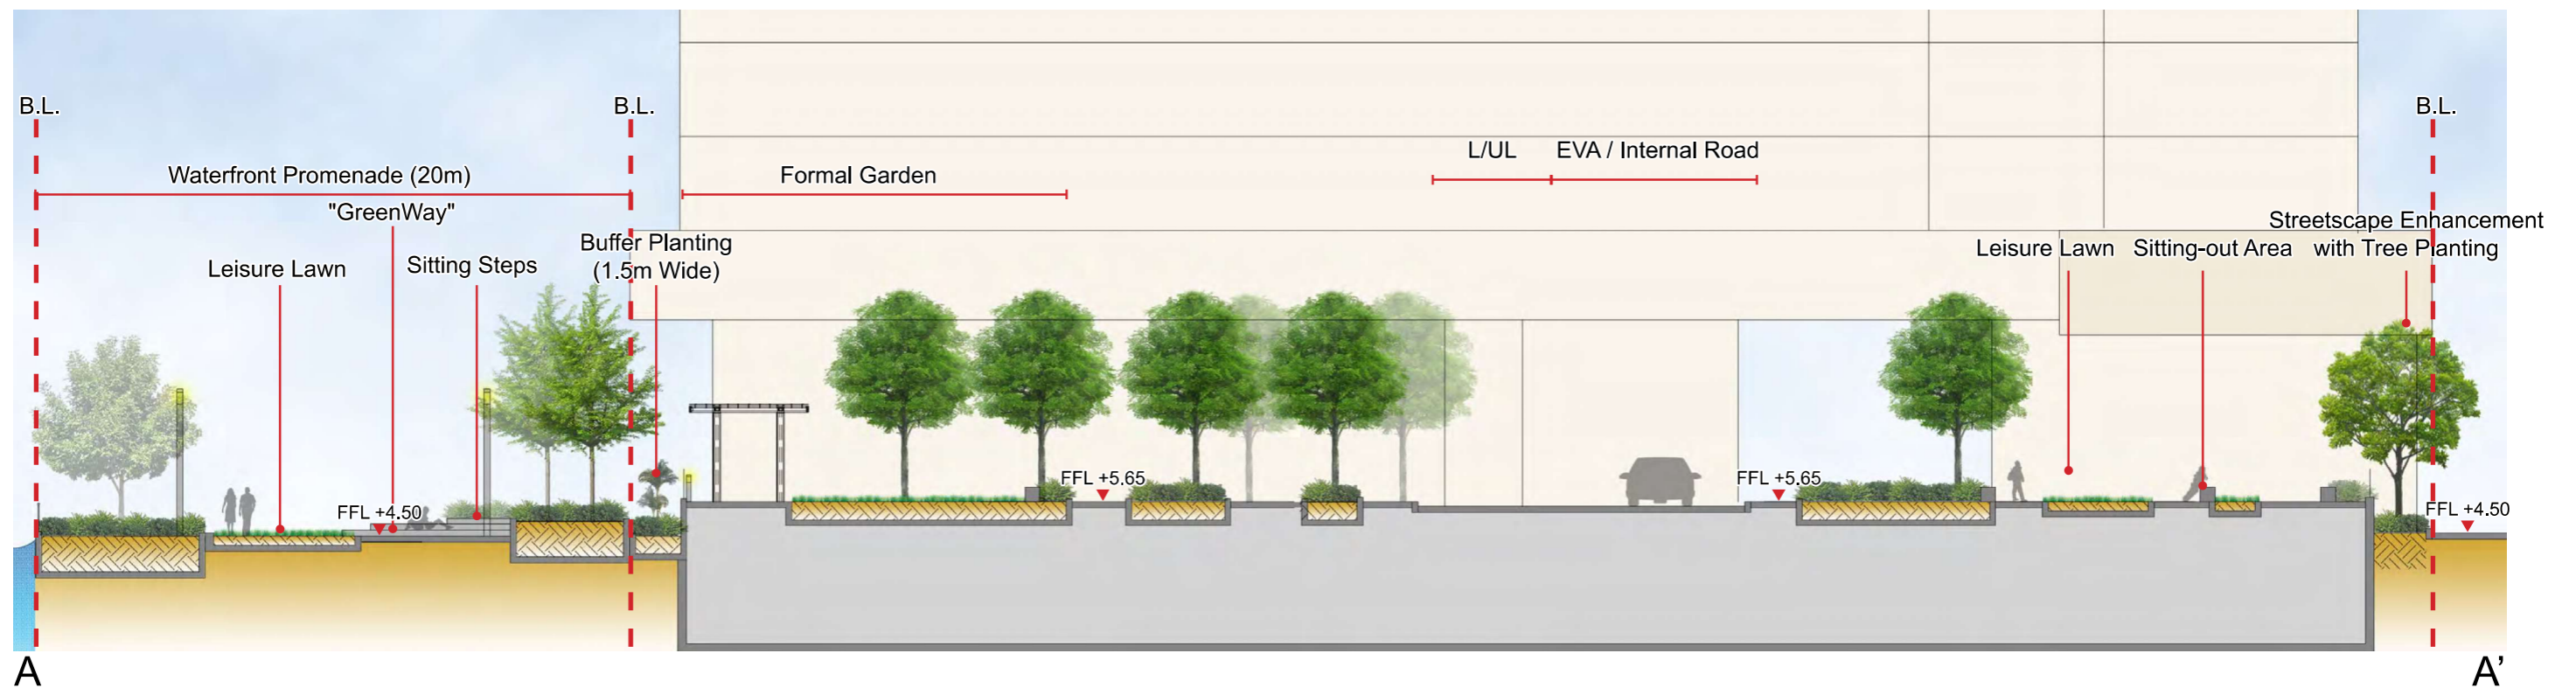 B.L.
B.L.
B.L.
Waterfront Promenade (20m)
"GreenWay"
Leisure Lawn
Sitting Steps
Buffer Planting
(1.5m Wide)
Formal Garden
L/UL
EVA / Internal Road
Streetscape Enhancement
with Tree Planting
Leisure Lawn
Sitting-out Area
FFL +4.50
FFL +5.65
FFL +5.65
FFL +4.50
A
A’